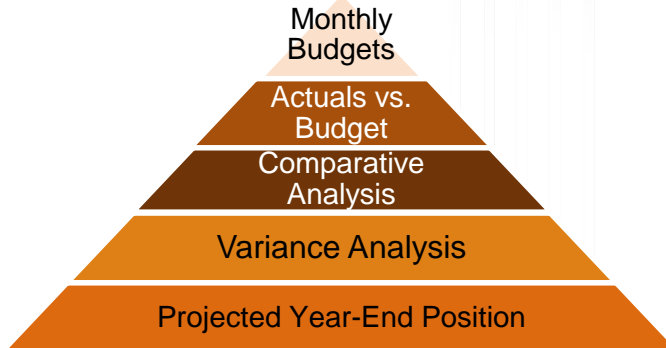 Monthly
Budgets
Actuals vs.
Budget
Comparative
Analysis
Variance Analysis
Projected Year-End Position